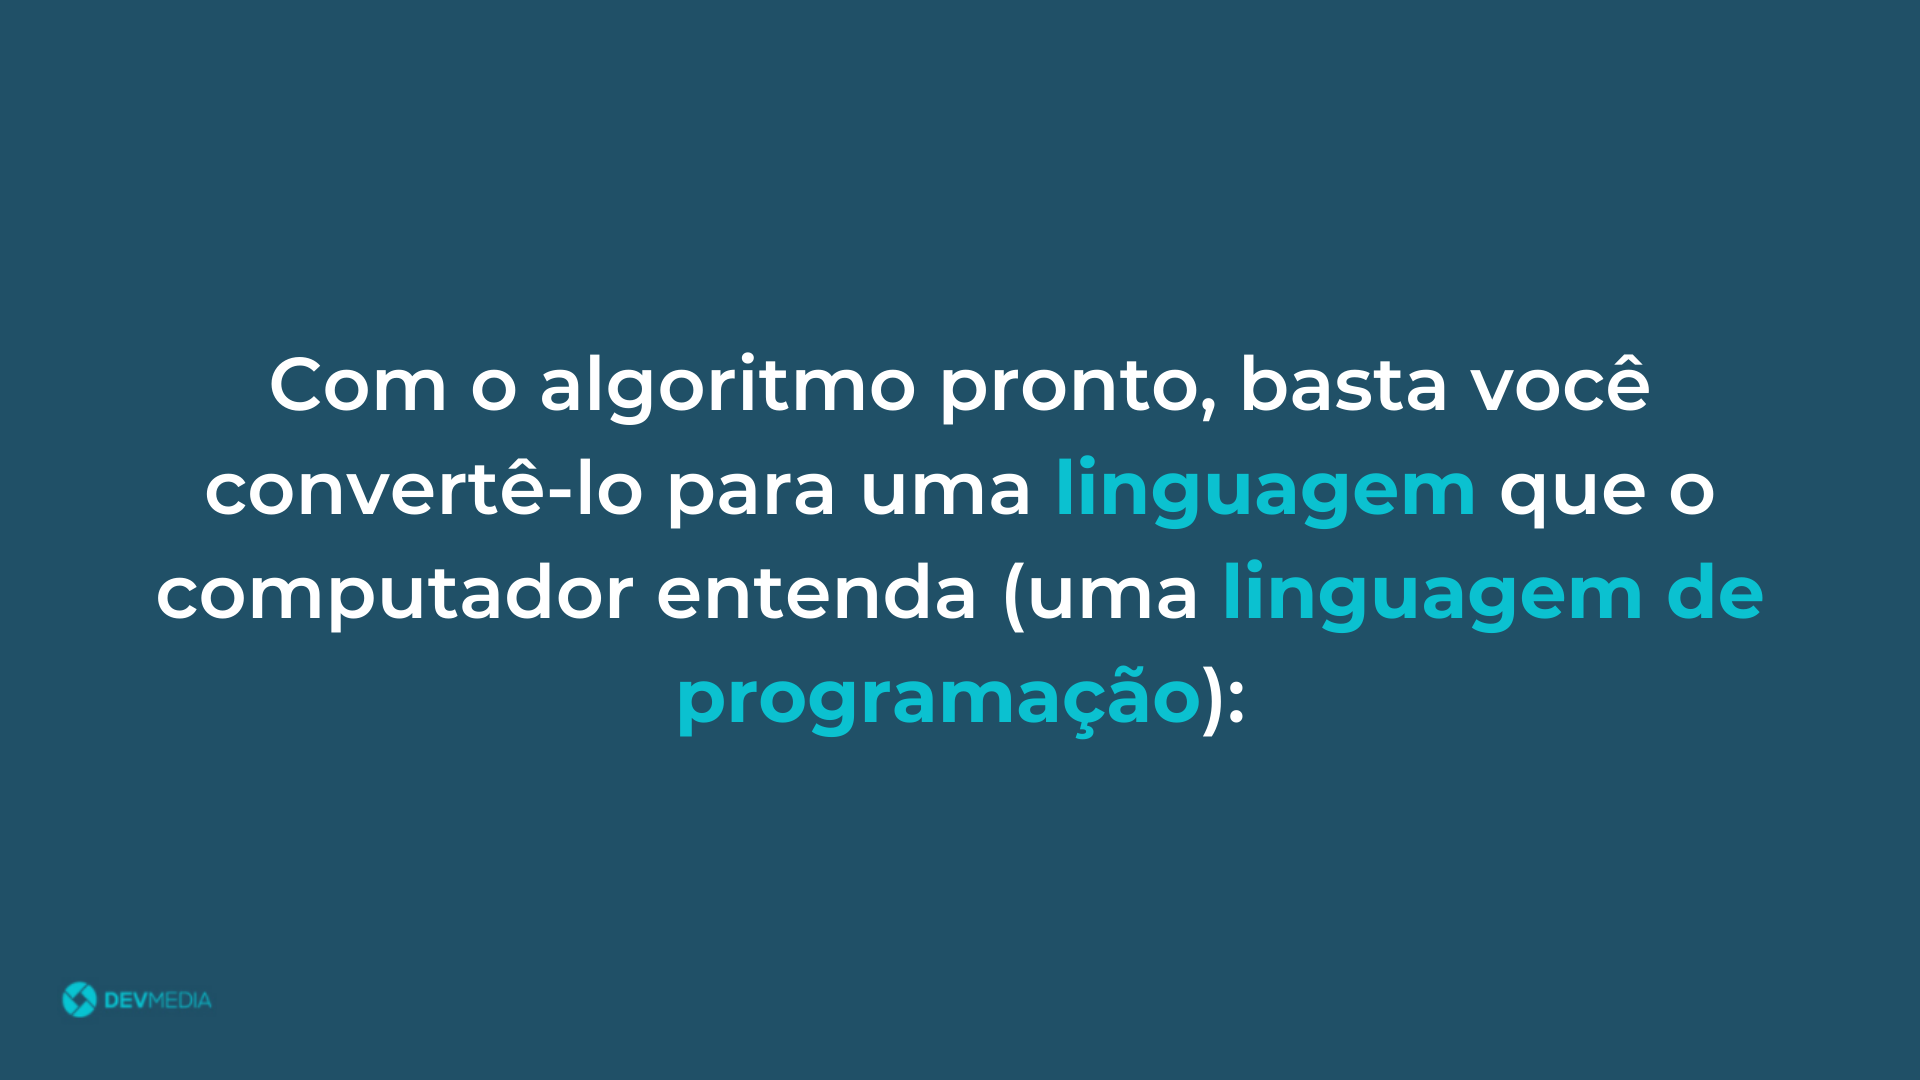 Com o algoritmo pronto, basta você
convertê-lo para uma linguagem que o
computador entenda (uma linguagem de
programação):
DEVMEDIA